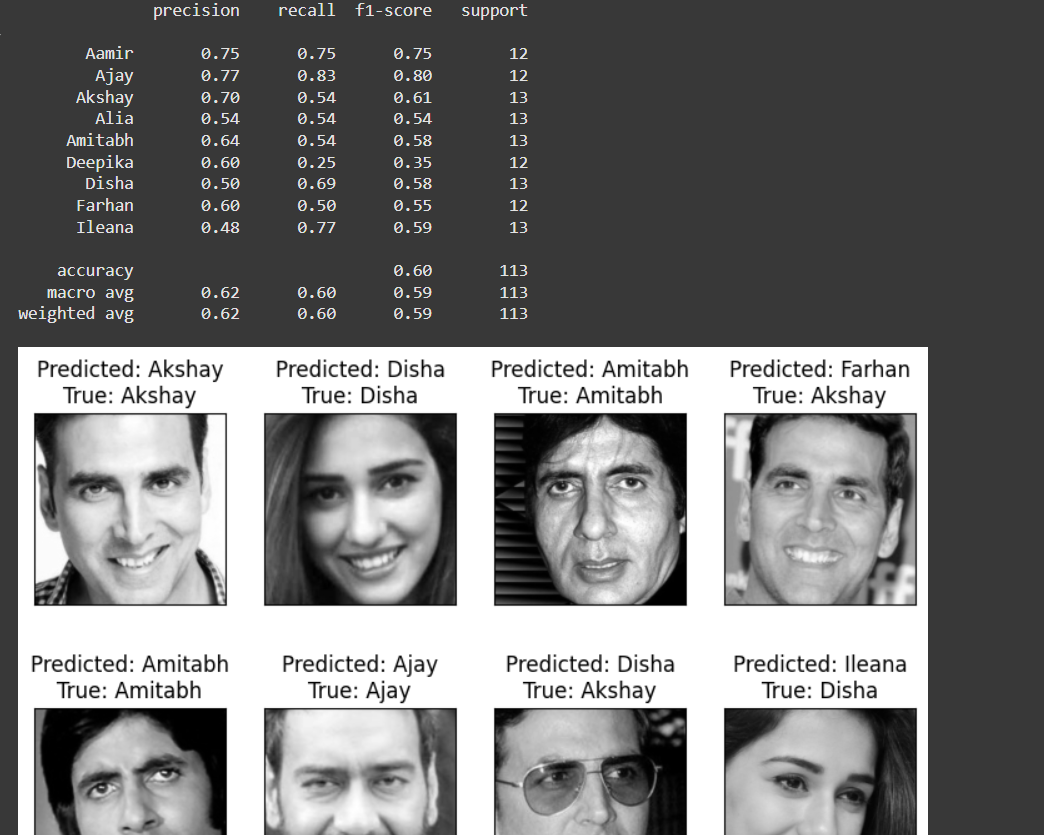 precision recall f1-score support
Aamir 0.75 0.75 0.75 12
Ajay 0.77 0.83 0.80 12
Akshay 0.70 0.54 0.61 13
Alia 0.54 0.54 0.54 13
Amitabh 0.64 0.54 0.58 13
Deepika 0.60 0.25 0.35 12
Disha 0.50 0.69 0.58 13
Farhan 0.60 0.50 0.55 12
Ileana 0.48 0.77 0.59 13
accuracy 0.60 113
macro avg 0.62 0.60 0.59 113
weighted avg 0.62 0.60 0.59 113
Predicted: Akshay
True: Akshay
Predicted: Disha
True: Disha
Predicted: Amitabh
True: Amitabh
Predicted: Farhan
True: Akshay
Predicted: Amitabh
True: Amitabh
Predicted: Ajay
True: Ajay
Predicted: Disha
True: Akshay
Predicted: Ileana
True: Disha